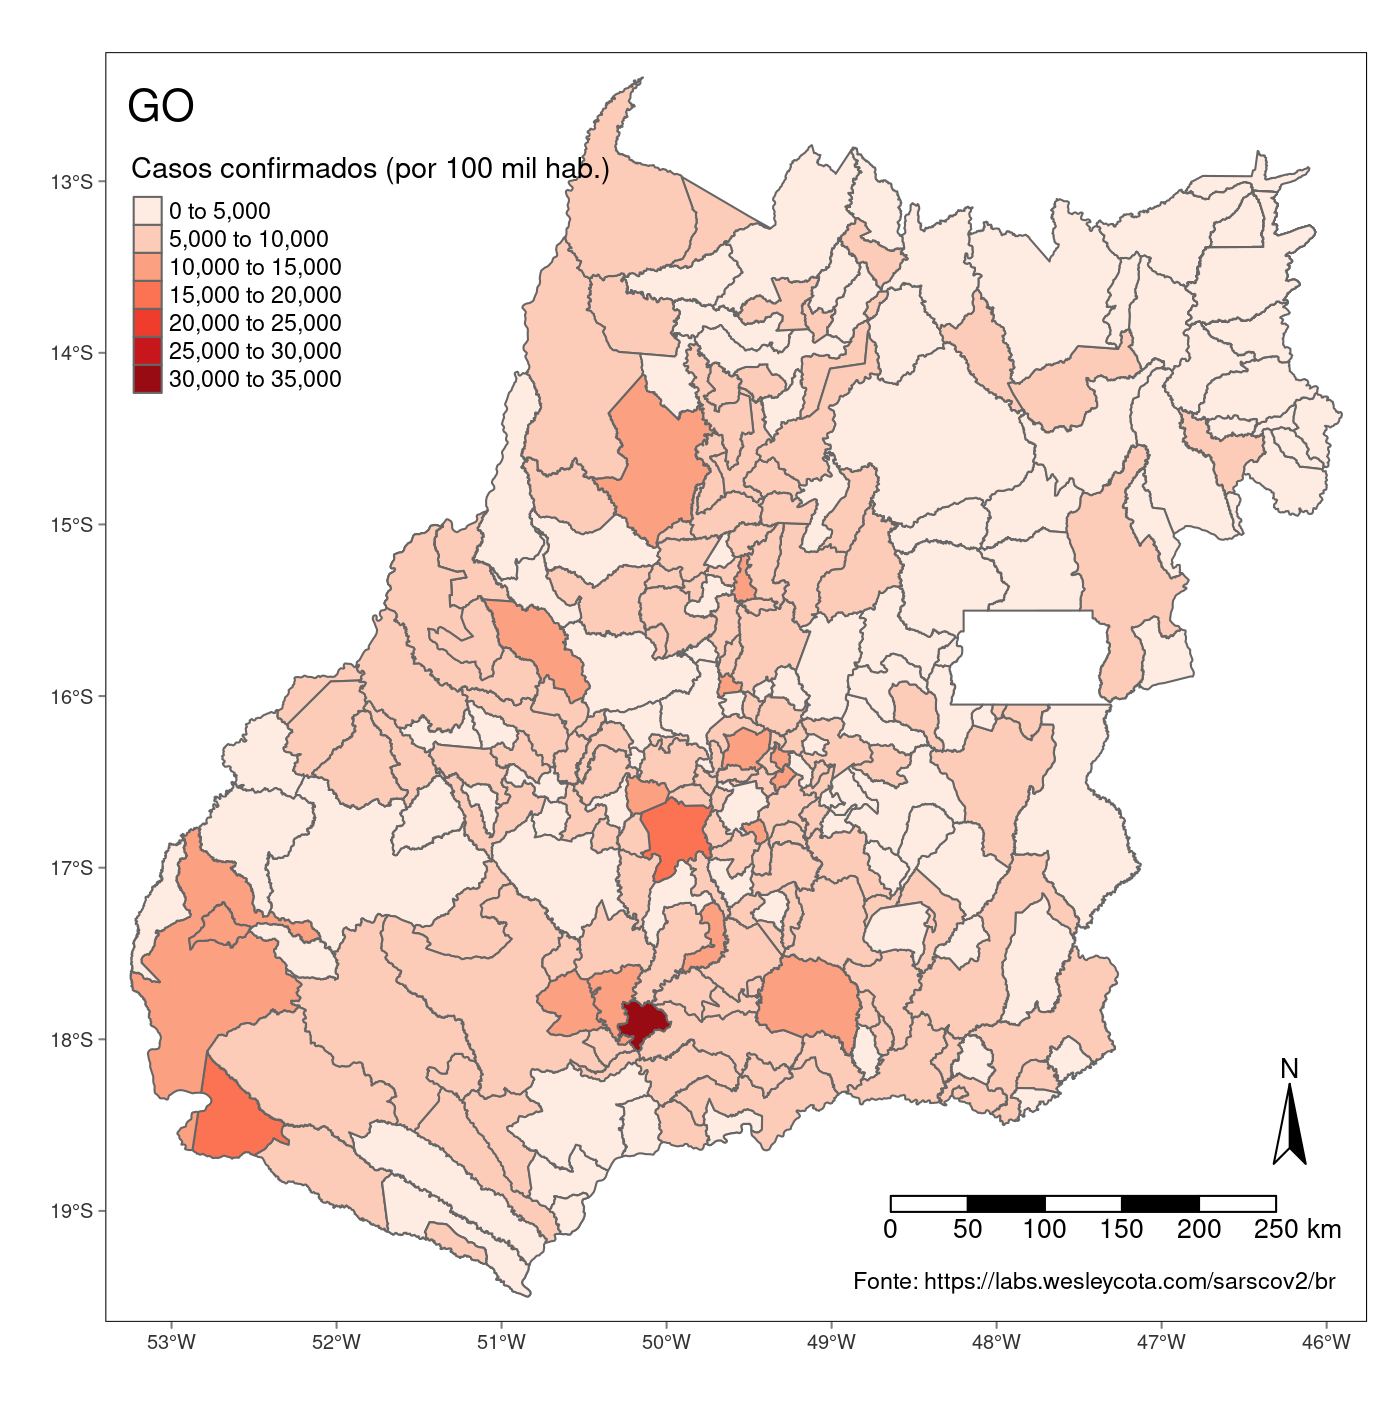 GO
Casos confirmados (por 100 mil hab.)
0 to 5,000
5,000 to 10,000
10,000 to 15,000
15,000 to 20,000
20,000 to 25,000
25,000 to 30,000
30,000 to 35,000
13°S
14°S
15°S
16°S
17°S
18°S
19°S
N
0 50 100 150 200 250 km
Fonte: https://labs.wesleycota.com/sarscov2/br
53°W 52°W 51°W 50°W 49°W 48°W 47°W 46°W